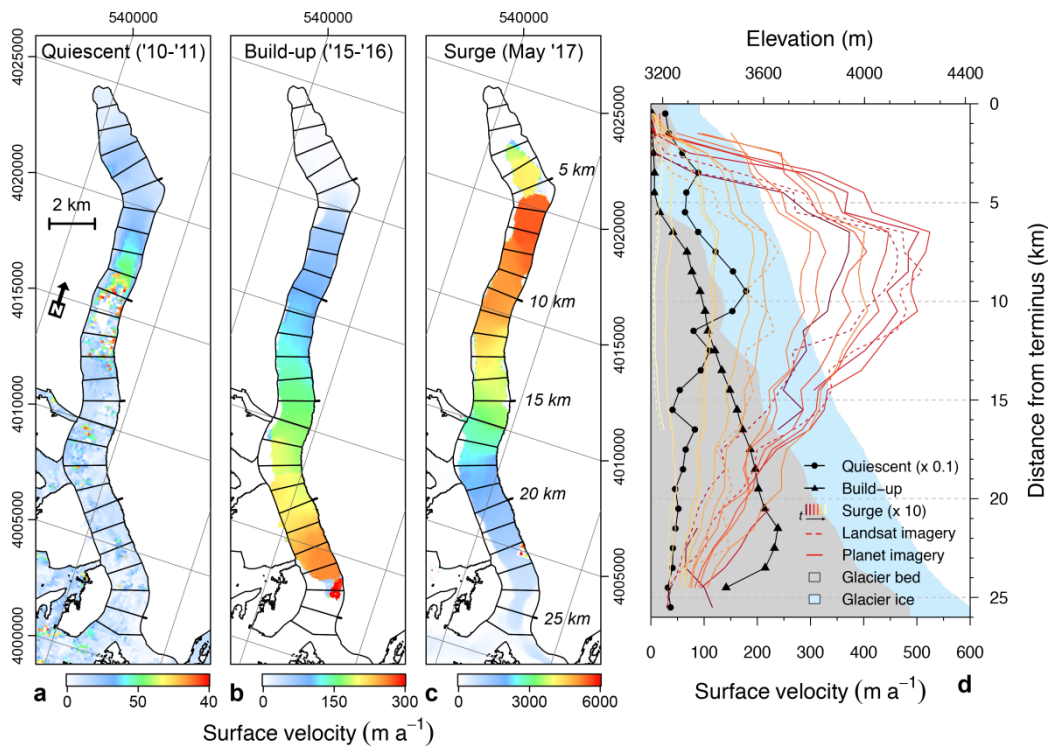 540000
540000
540000
Quiescent ('10-'11)
Build-up ('15-'16)
Surge (May '17)
4025000
4020000
4015000
4010000
4005000
4000000
2 km
N
5 km
10 km
15 km
20 km
25 km
4025000
4020000
4015000
4010000
4005000
a
0 50 40
b
0 150 300
c
0 3000 6000
Surface velocity (m a⁻¹)
Elevation (m)
3200 3600 4000 4400
0
5
10
15
20
25
Distance from terminus (km)
Quiescent (x 0.1)
Build−up
t
Surge (x 10)
Landsat imagery
Planet imagery
Glacier bed
Glacier ice
0 100 200 300 400 500 600
Surface velocity (m a⁻¹)
d